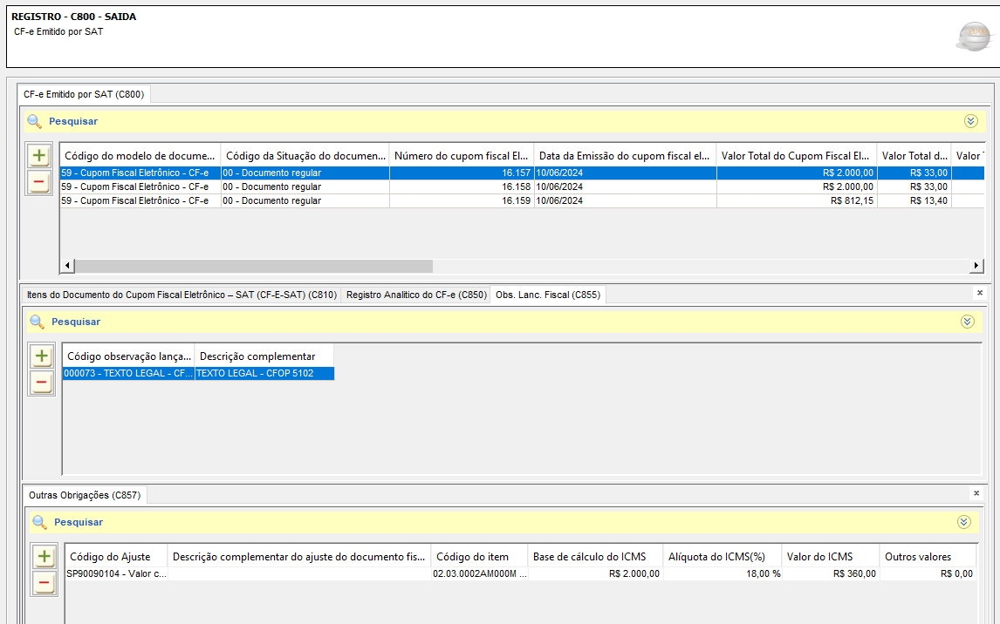 REGISTRO - C800 - SAIDA
CF-e Emitido por SAT
CF-e Emitido por SAT (C800)
Pesquisar
Código do modelo de docume... Código da Situação do documen... Número do cupom fiscal El... Data da Emissão do cupom fiscal el... Valor Total do Cupom Fiscal El... Valor Total d... Valor
59 - Cupom Fiscal Eletrônico - CF-e 00 - Documento regular 16.157 10/06/2024 R$ 2.000,00 R$ 33,00
59 - Cupom Fiscal Eletrônico - CF-e 00 - Documento regular 16.158 10/06/2024 R$ 2.000,00 R$ 33,00
59 - Cupom Fiscal Eletrônico - CF-e 00 - Documento regular 16.159 10/06/2024 R$ 812,15 R$ 13,40
Itens do Documento do Cupom Fiscal Eletrônico – SAT (CF-E-SAT) (C810) Registro Analitico do CF-e (C850) Obs. Lanc. Fiscal (C855)
Pesquisar
Código observação lança... Descrição complementar
000073 - TEXTO LEGAL - CF... TEXTO LEGAL - CFOP 5102
Outras Obrigações (C857)
Pesquisar
Código do Ajuste Descrição complementar do ajuste do documento fis... Código do item Base de cálculo do ICMS Alíquota do ICMS(%) Valor do ICMS Outros valores
SP90090104 - Valor c... 02.03.0002AM000M ... R$ 2.000,00 18,00 % R$ 360,00 R$ 0,00